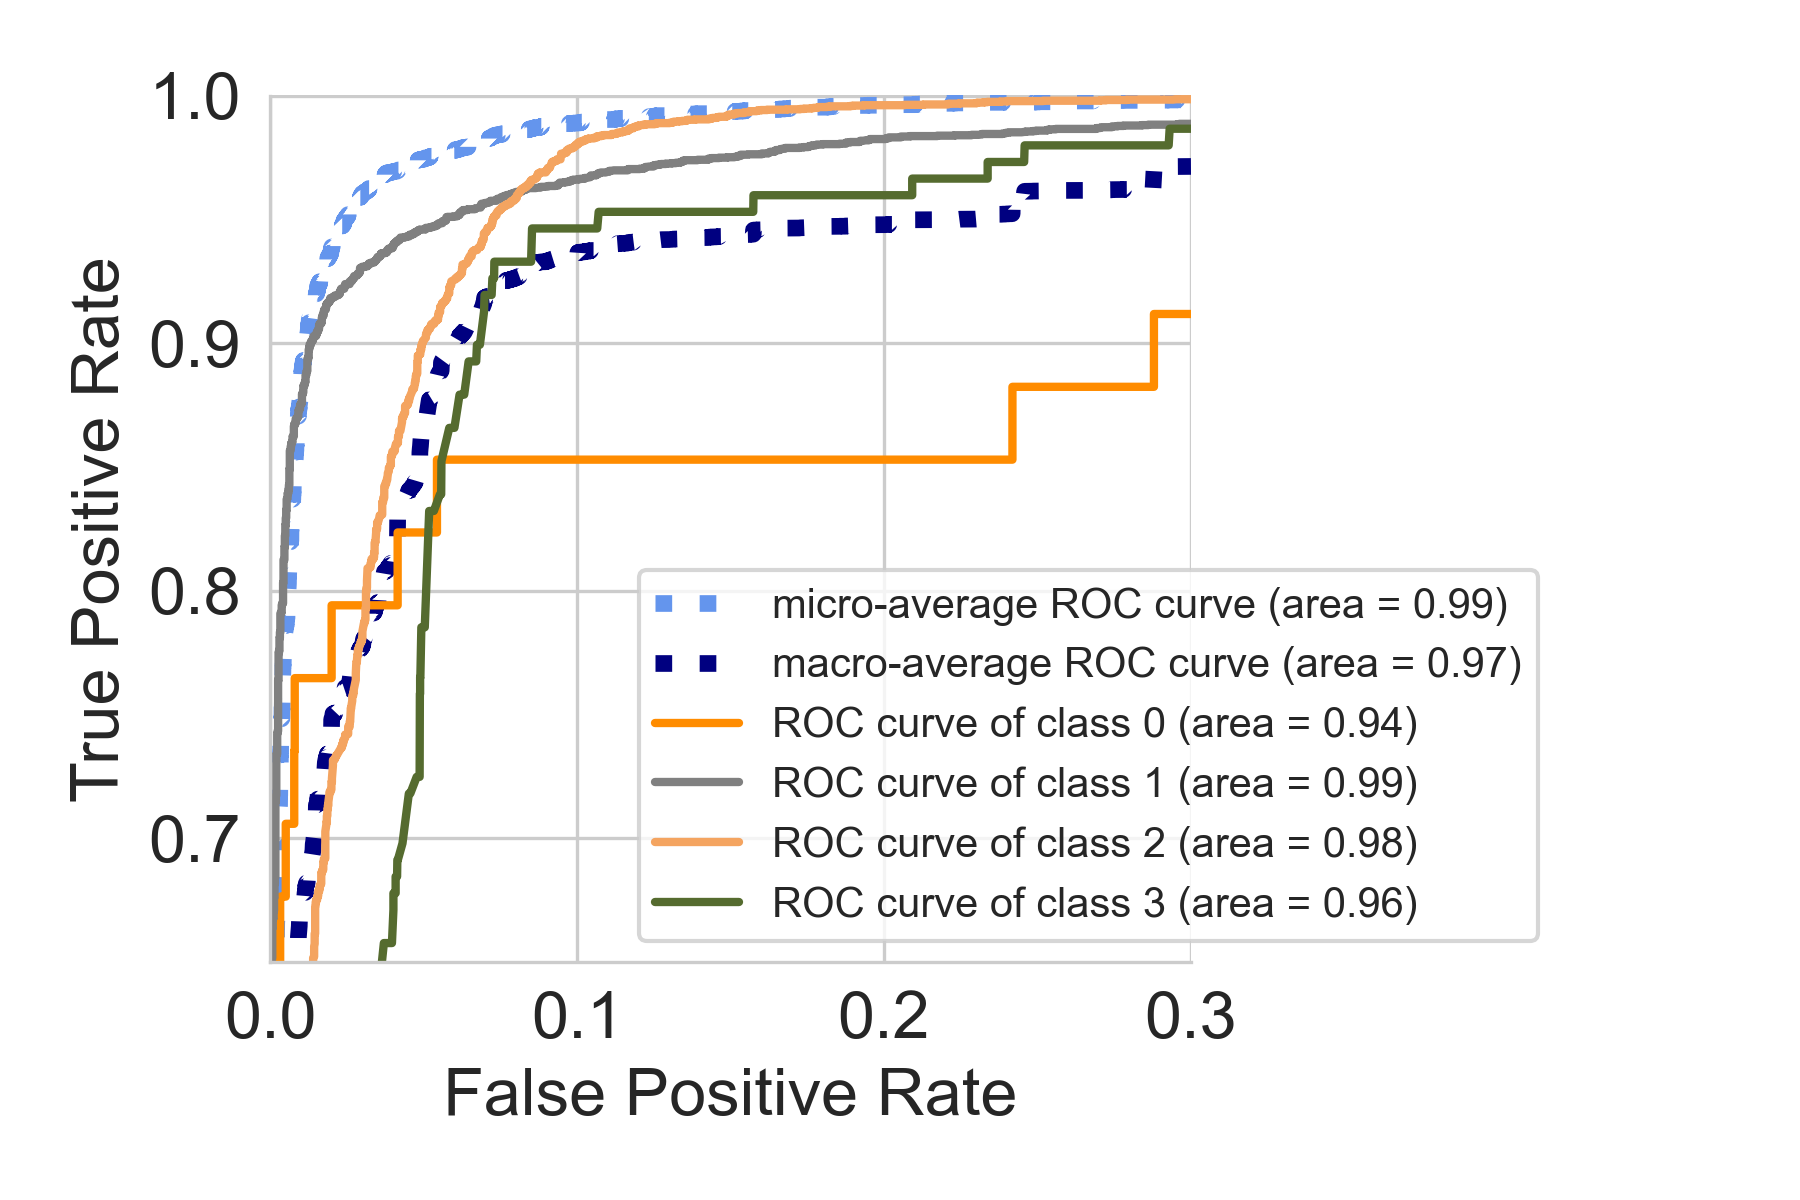 1.0
0.9
0.8
0.7
True Positive Rate
0.0
0.1
0.2
0.3
False Positive Rate
micro-average ROC curve (area = 0.99)
macro-average ROC curve (area = 0.97)
ROC curve of class 0 (area = 0.94)
ROC curve of class 1 (area = 0.99)
ROC curve of class 2 (area = 0.98)
ROC curve of class 3 (area = 0.96)